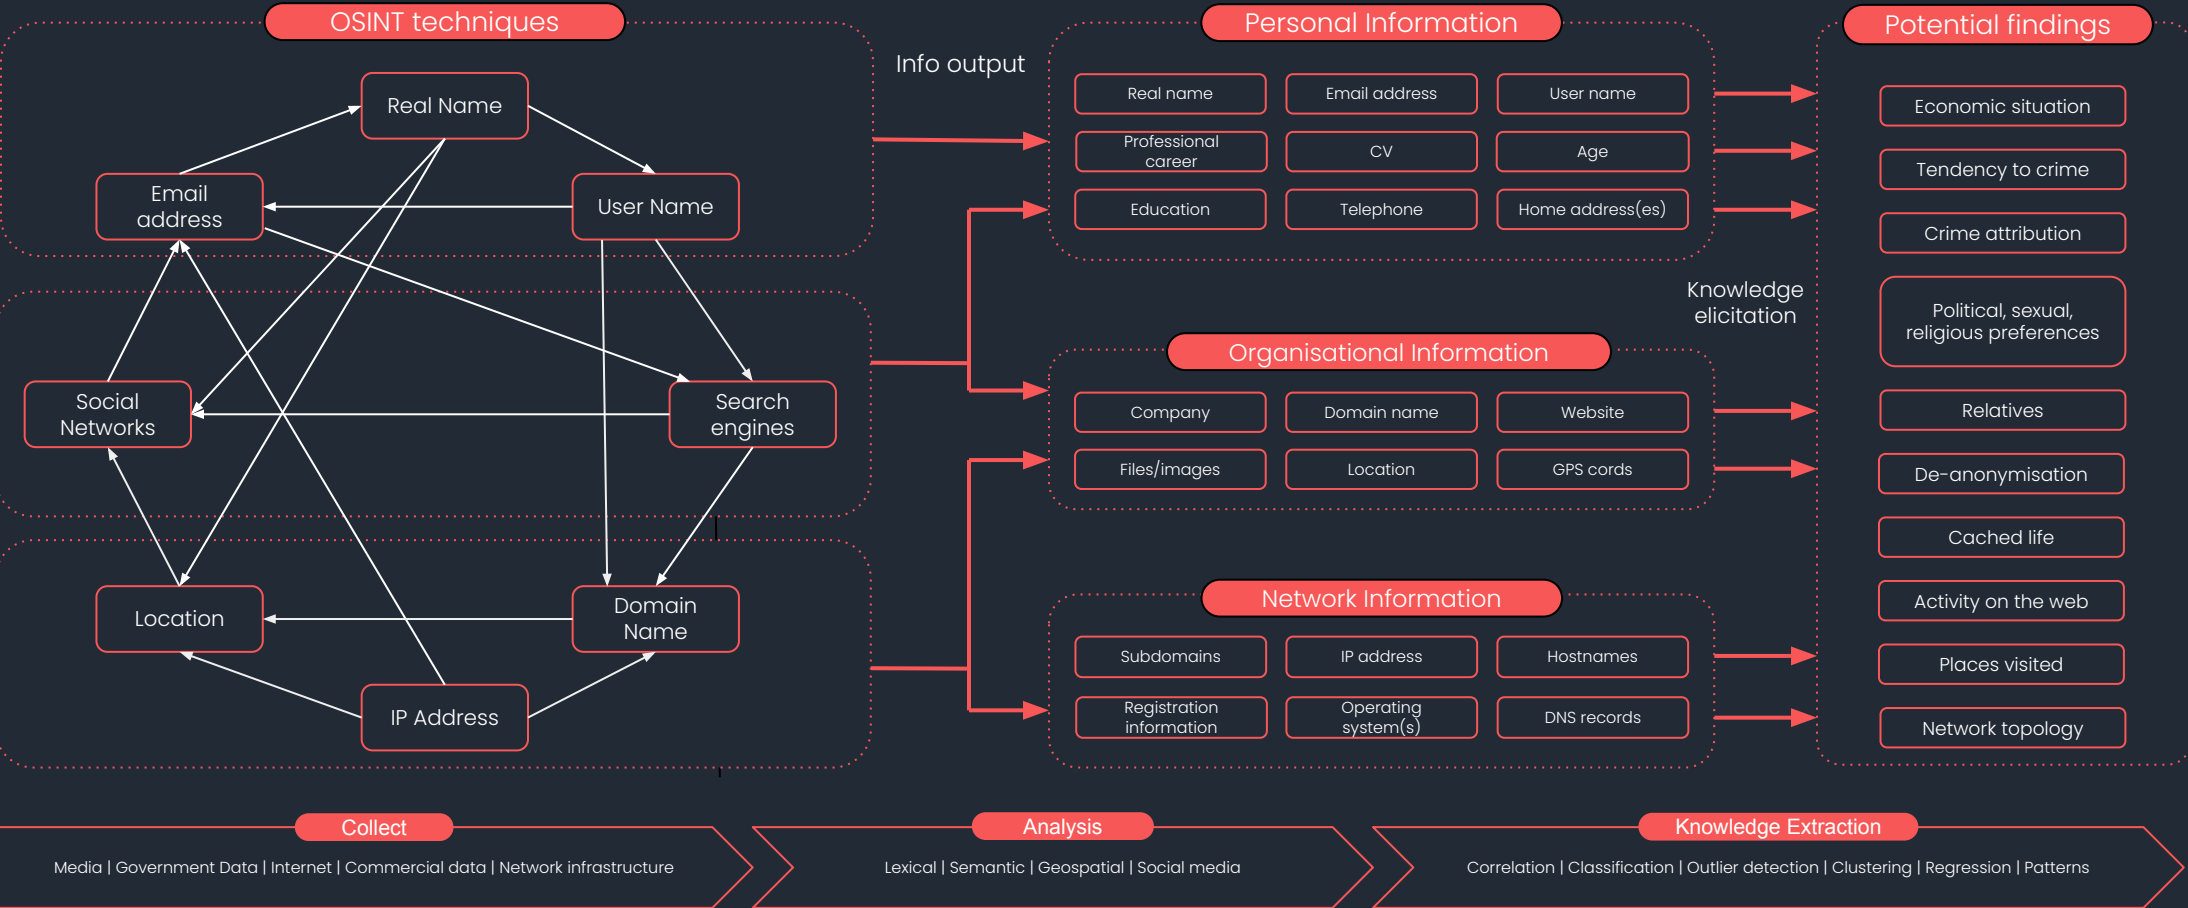 OSINT techniques
Real Name
Email
address
User Name
Social
Networks
Search
engines
Location
Domain
Name
IP Address
Info output
Personal Information
Real name
Email address
User name
Professional
career
CV
Age
Education
Telephone
Home address(es)
Knowledge
elicitation
Organisational Information
Company
Domain name
Website
Files/images
Location
GPS cords
Network Information
Subdomains
IP address
Hostnames
Registration
information
Operating
system(s)
DNS records
Potential findings
Economic situation
Tendency to crime
Crime attribution
Political, sexual,
religious preferences
Relatives
De-anonymisation
Cached life
Activity on the web
Places visited
Network topology
Collect
Media | Government Data | Internet | Commercial data | Network infrastructure
Analysis
Lexical | Semantic | Geospatial | Social media
Knowledge Extraction
Correlation | Classification | Outlier detection | Clustering | Regression | Patterns